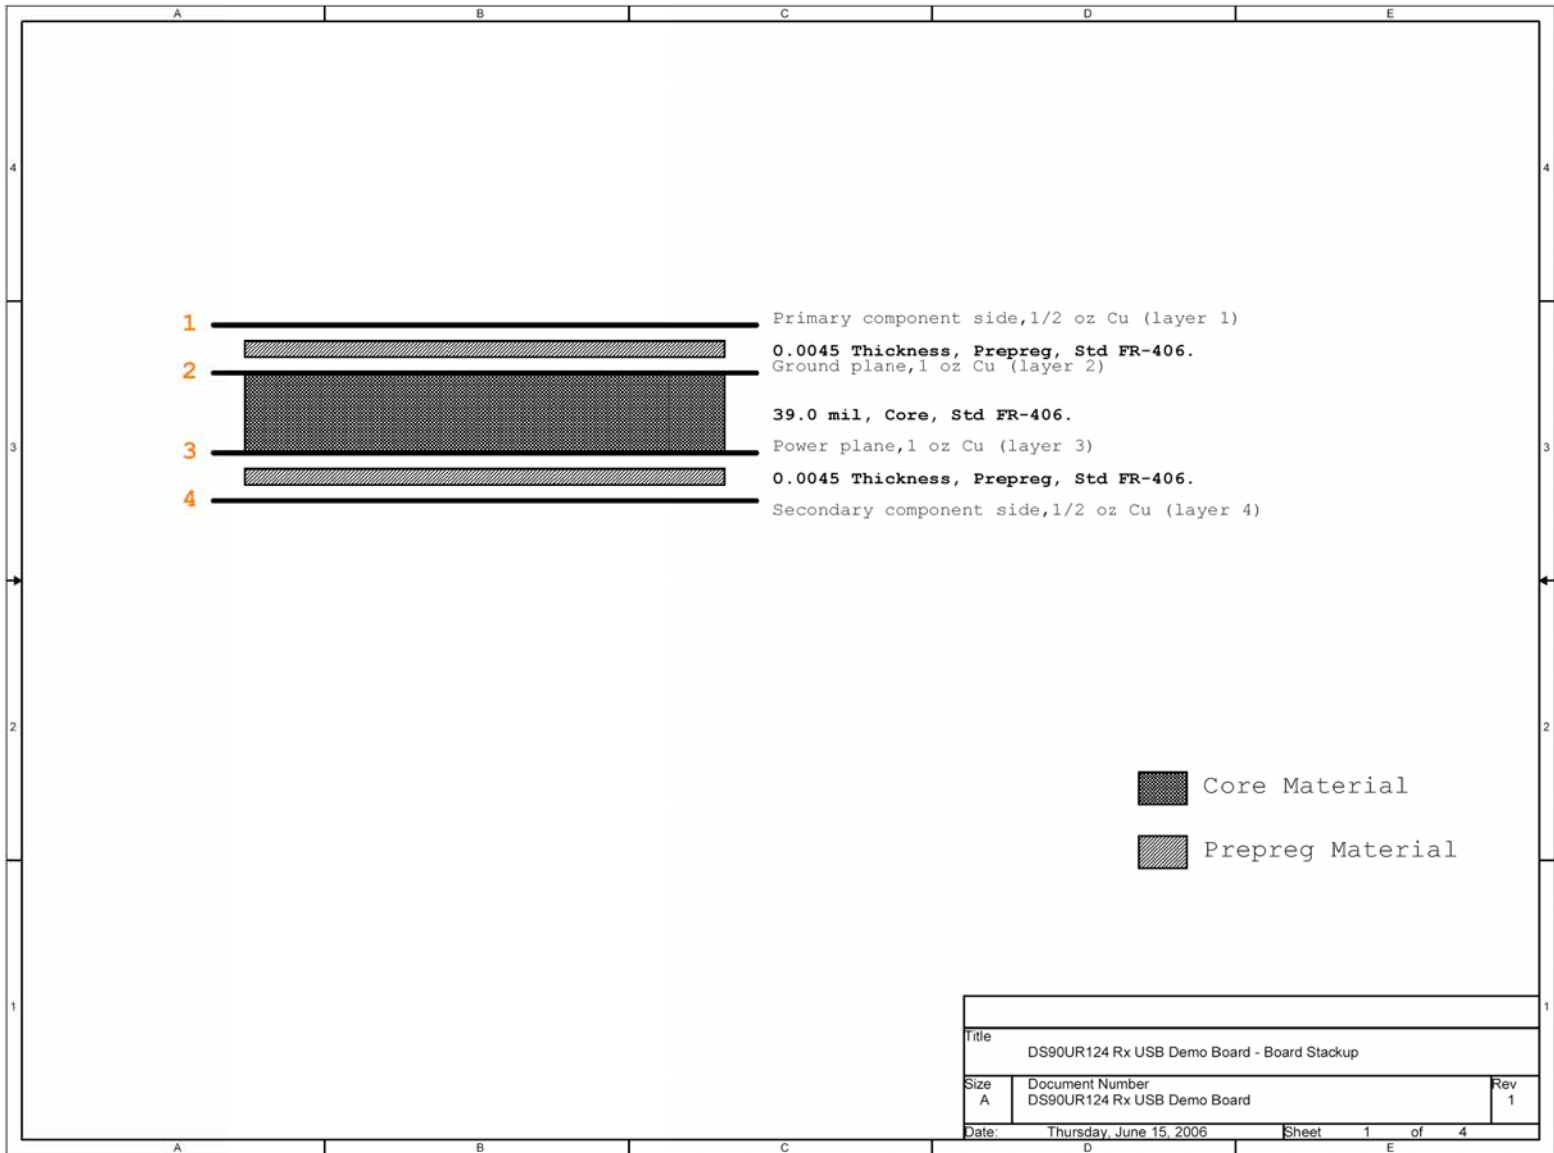 A B C D E
4 4
1 Primary component side,1/2 oz Cu (layer 1)
0.0045 Thickness, Prepreg, Std FR-406.
2 Ground plane,1 oz Cu (layer 2)
39.0 mil, Core, Std FR-406.
3 3 Power plane,1 oz Cu (layer 3) 3
0.0045 Thickness, Prepreg, Std FR-406.
4 Secondary component side,1/2 oz Cu (layer 4)
2 2
Core Material
Prepreg Material
1 1
Title
DS90UR124 Rx USB Demo Board - Board Stackup
Size Document Number Rev
A DS90UR124 Rx USB Demo Board 1
Date: Thursday, June 15, 2006 Sheet 1 of 4
A B C D E